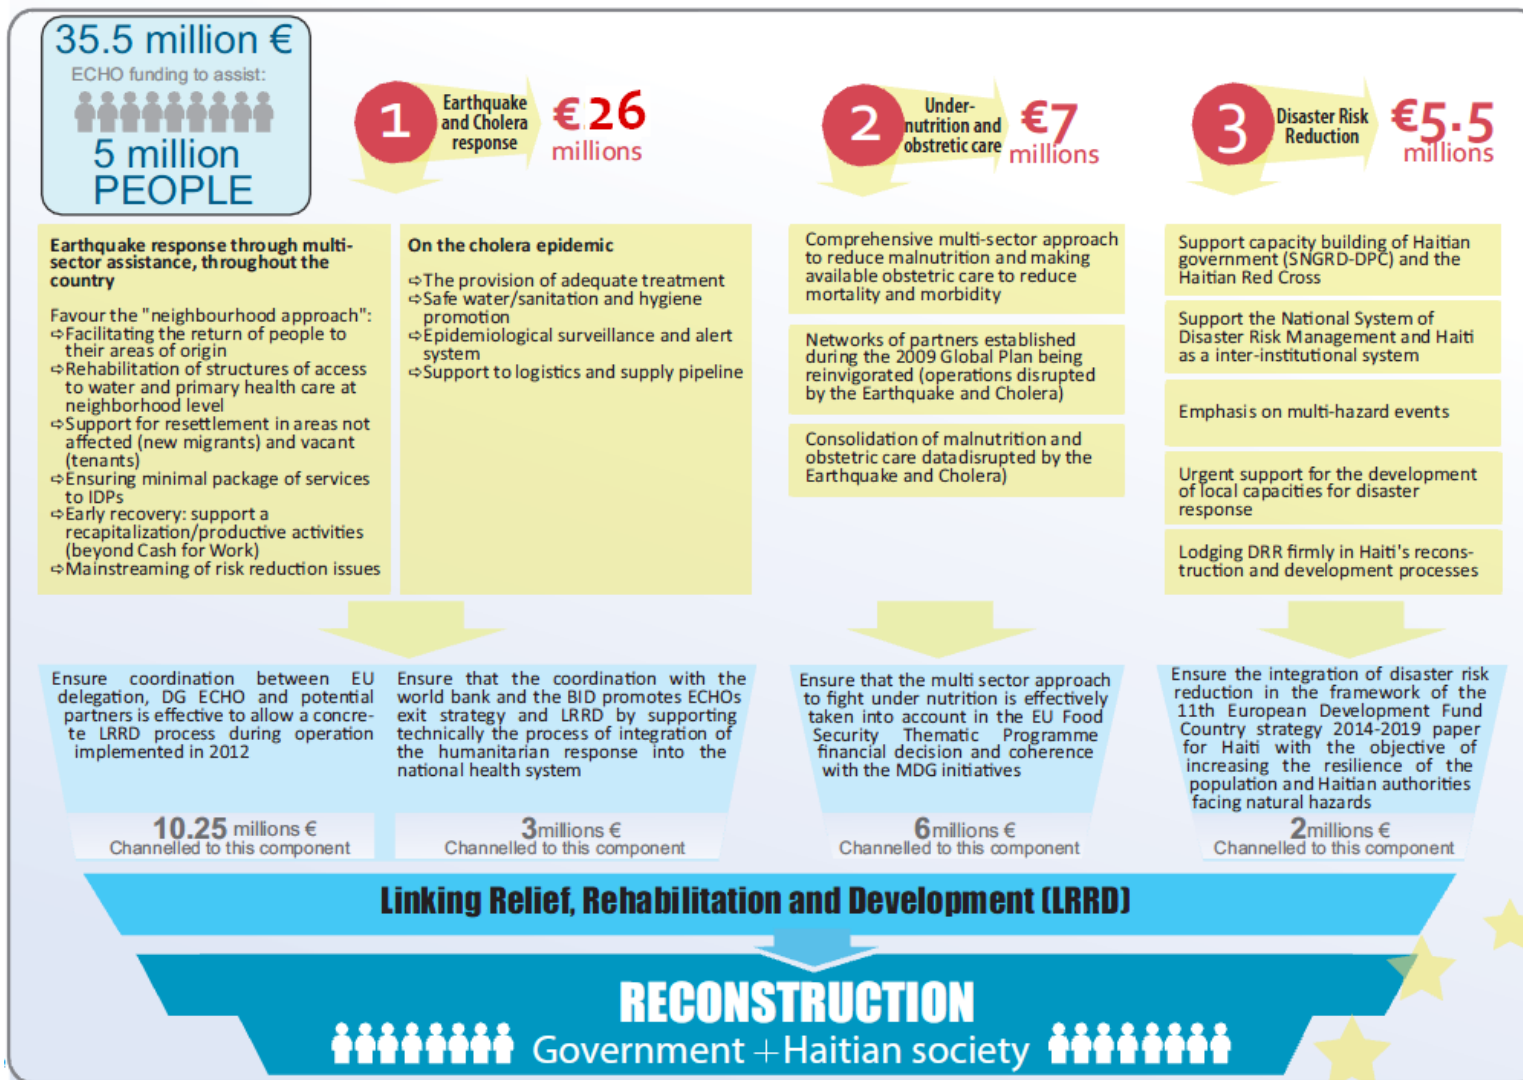 35.5 million €
ECHO funding to assist:
5 million
PEOPLE
1
Earthquake
and Cholera
response
€ 26
millions
2
Under-
nutrition and
obstretic care
€7
millions
3
Disaster Risk
Reduction
€5.5
millions
Earthquake response through multi-
sector assistance, throughout the
country
Favour the "neighbourhood approach":
⇨Facilitating the return of people to
their areas of origin
⇨Rehabilitation of structures of access
to water and primary health care at
neighborhood level
⇨Support for resettlement in areas not
affected (new migrants) and vacant
(tenants)
⇨Ensuring minimal package of services
to IDPs
⇨Early recovery: support a
recapitalization/productive activities
(beyond Cash for Work)
⇨Mainstreaming of risk reduction issues
On the cholera epidemic
⇨The provision of adequate treatment
⇨Safe water/sanitation and hygiene
promotion
⇨Epidemiological surveillance and alert
system
⇨Support to logistics and supply pipeline
Comprehensive multi-sector approach
to reduce malnutrition and making
available obstetric care to reduce
mortality and morbidity
Networks of partners established
during the 2009 Global Plan being
reinvigorated (operations disrupted
by the Earthquake and Cholera)
Consolidation of malnutrition and
obstetric care datadisrupted by the
Earthquake and Cholera)
Support capacity building of Haitian
government (SNGRD-DPC) and the
Haitian Red Cross
Support the National System of
Disaster Risk Management and Haiti
as a inter-institutional system
Emphasis on multi-hazard events
Urgent support for the development
of local capacities for disaster
response
Lodging DRR firmly in Haiti's recons-
truction and development processes
Ensure coordination between EU
delegation, DG ECHO and potential
partners is effective to allow a concre-
te LRRD process during operation
implemented in 2012
10.25 millions €
Channelled to this component
Ensure that the coordination with the
world bank and the BID promotes ECHOs
exit strategy and LRRD by supporting
technically the process of integration of
the humanitarian response into the
national health system
3millions €
Channelled to this component
Ensure that the multi sector approach
to fight under nutrition is effectively
taken into account in the EU Food
Security Thematic Programme
financial decision and coherence
with the MDG initiatives
6millions €
Channelled to this component
Ensure the integration of disaster risk
reduction in the framework of the
11th European Development Fund
Country strategy 2014-2019 paper
for Haiti with the objective of
increasing the resilience of the
population and Haitian authorities
facing natural hazards
2millions €
Channelled to this component
Linking Relief, Rehabilitation and Development (LRRD)
RECONSTRUCTION
Government +Haitian society